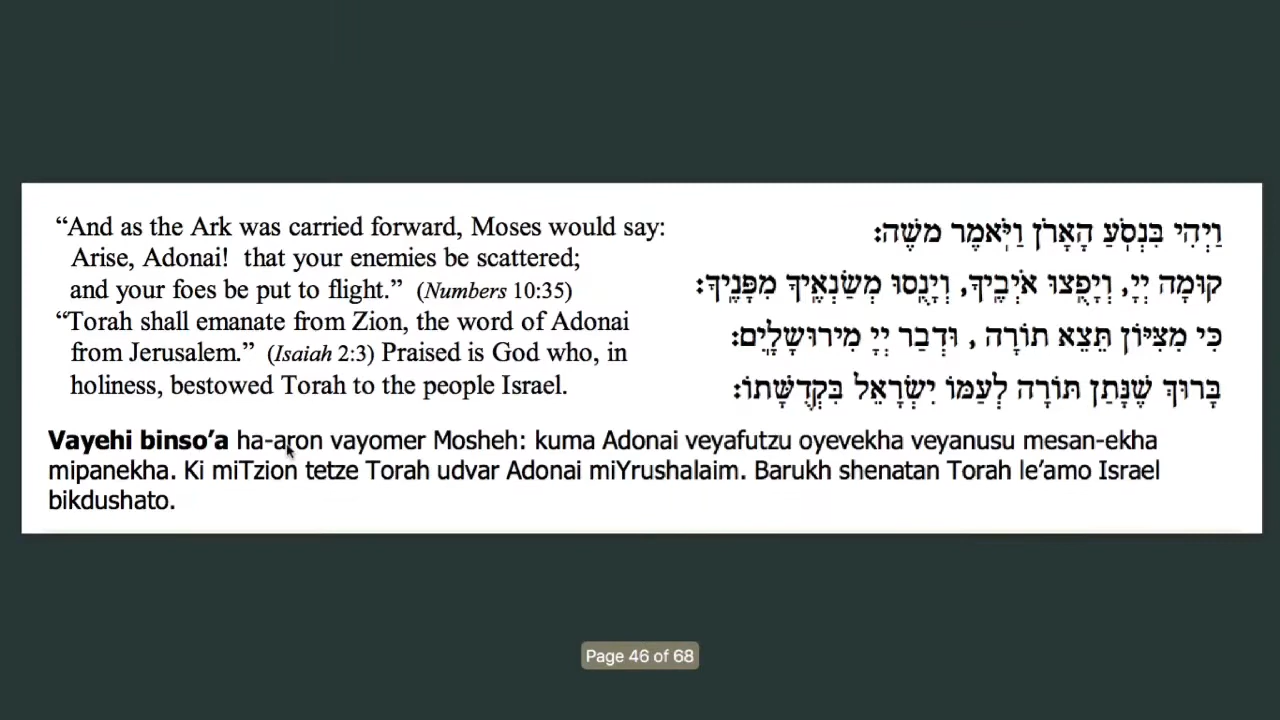 “And as the Ark was carried forward, Moses would say:
Arise, Adonai!  that your enemies be scattered;
and your foes be put to flight.”  (Numbers 10:35)
“Torah shall emanate from Zion, the word of Adonai
from Jerusalem.”  (Isaiah 2:3) Praised is God who, in
holiness, bestowed Torah to the people Israel.
וַיְהִי בִּנְסֹֽעַ הָאָרֹן וַיֹּֽאמֶר משֶׁה:
קוּמָה יְיָ, וְיָפֻֽצוּ אֹיְבֶֽיךָ, וְיָנֻֽסוּ מְשַׂנְאֶֽיךָ מִפָּנֶֽיךָ:
כִּי מִצִּיּוֹן תֵּצֵא תוֹרָה , וּדְבַר יְיָ מִירוּשָׁלָֽיִם:
בָּרוּךְ שֶׁנָּתַן תּוֹרָה לְעַמּוֹ יִשְׂרָאֵל בִּקְדֻשָּׁתוֹ:
Vayehi binso’a ha-aron vayomer Mosheh: kuma Adonai veyafutzu oyevekha veyanusu mesan-ekha
mipanekha. Ki miTzion tetze Torah udvar Adonai miYrushalaim. Barukh shenatan Torah le’amo Israel
bikdushato.
Page 46 of 68